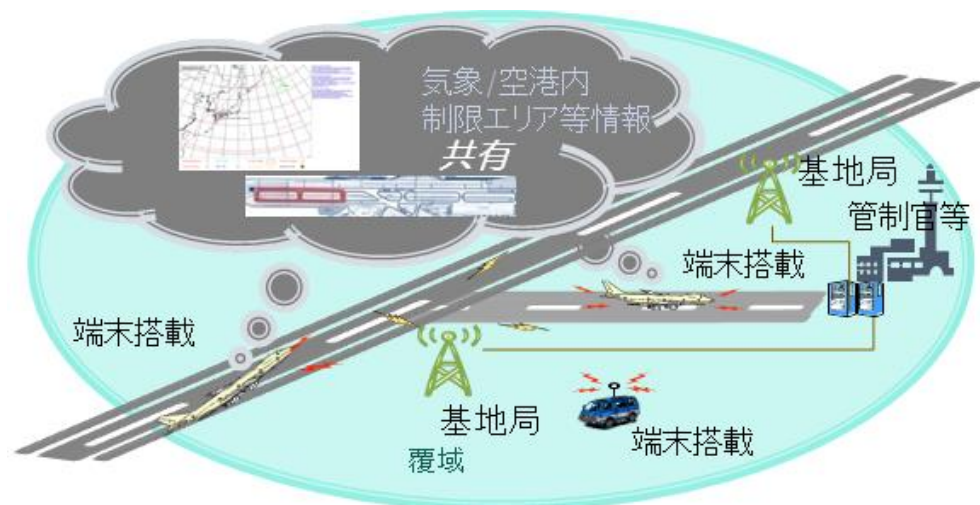 気象/空港内
制限エリア等情報
共有
基地局
管制官等
端末搭載
端末搭載
基地局
端末搭載
覆域